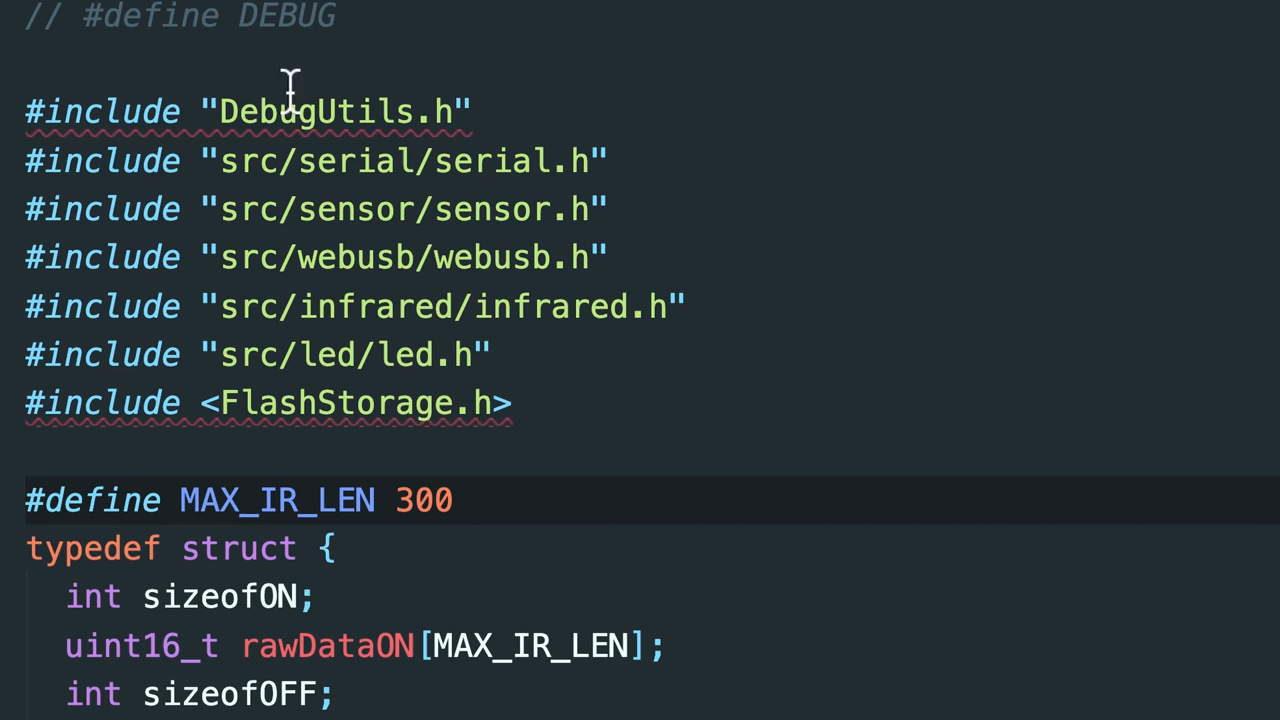 // #define DEBUG
#include "DebugUtils.h"
#include "src/serial/serial.h"
#include "src/sensor/sensor.h"
#include "src/webusb/webusb.h"
#include "src/infrared/infrared.h"
#include "src/led/led.h"
#include <FlashStorage.h>
#define MAX_IR_LEN 300
typedef struct {
int sizeofON;
uint16_t rawDataON[MAX_IR_LEN];
int sizeofOFF;